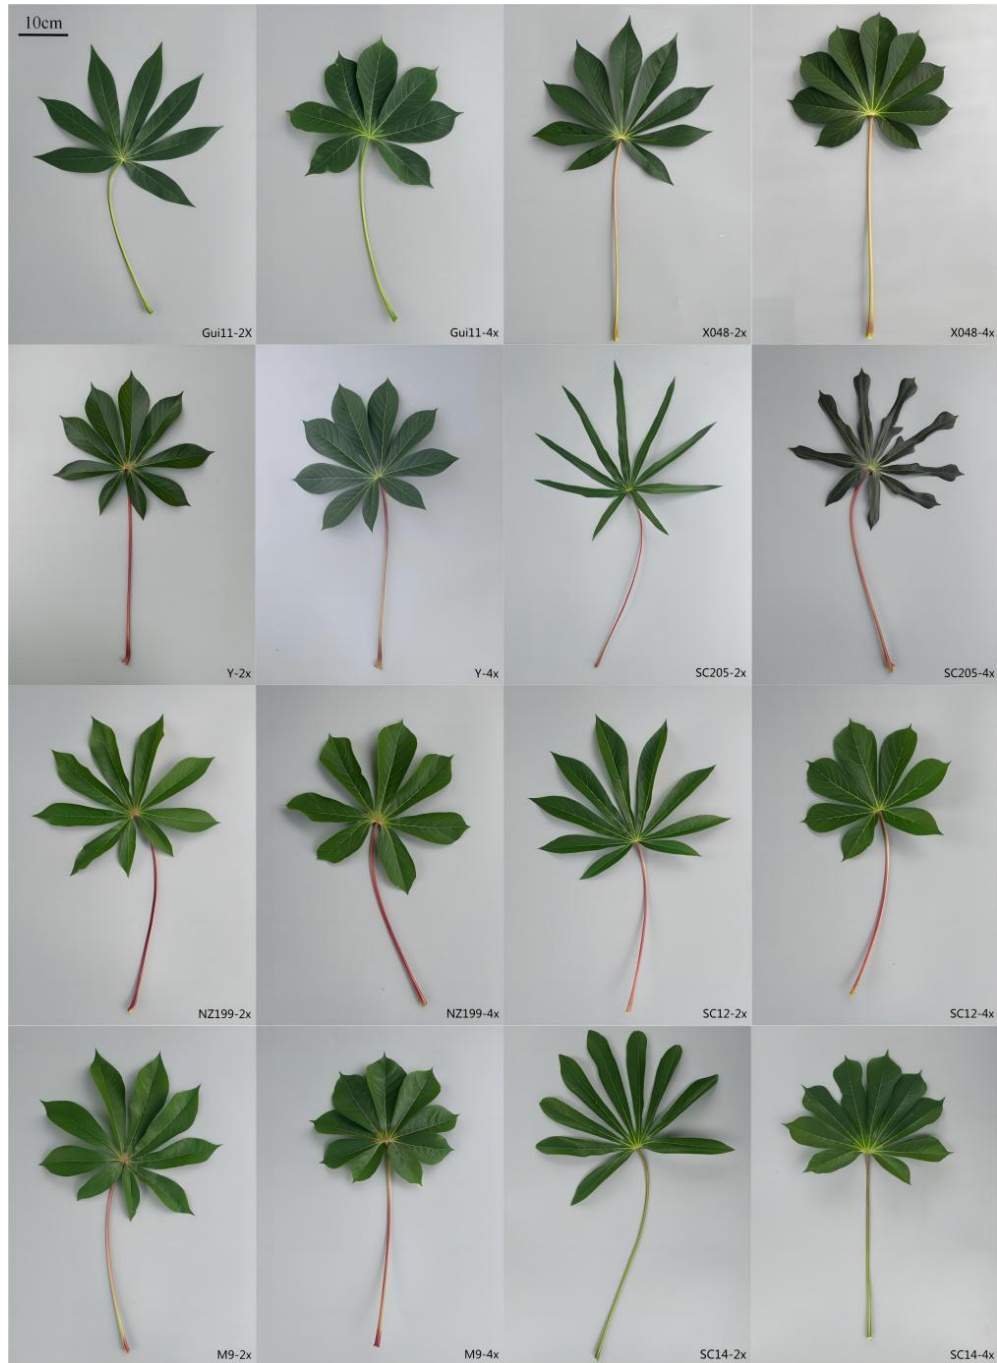 10cm
Gui11-2X
Gui11-4x
X048-2x
X048-4x
Y-2x
Y-4x
SC205-2x
SC205-4x
NZ199-2x
NZ199-4x
SC12-2x
SC12-4x
M9-2x
M9-4x
SC14-2x
SC14-4x